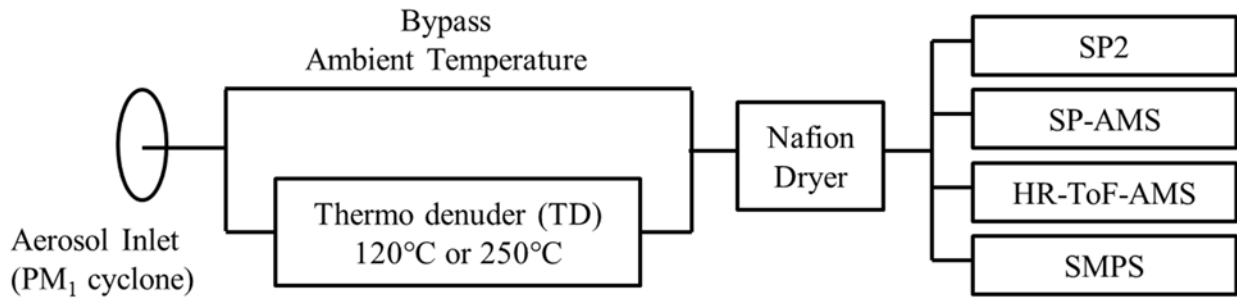 Bypass
Ambient Temperature
Aerosol Inlet
(PM₁ cyclone)
Thermo denuder (TD)
120°C or 250°C
Nafion
Dryer
SP2
SP-AMS
HR-ToF-AMS
SMPS